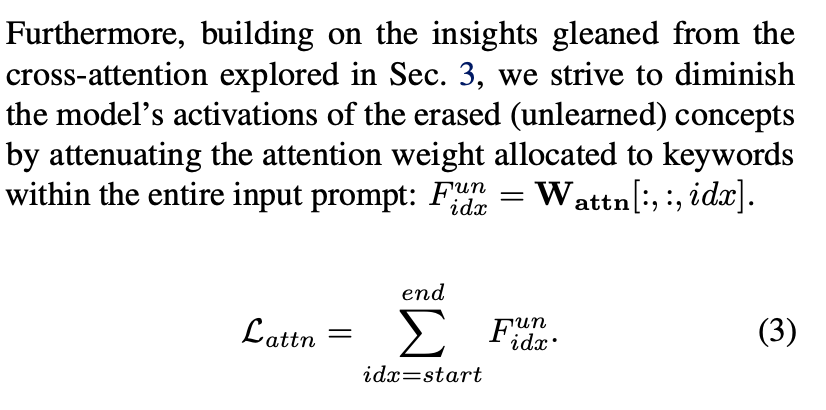 Furthermore, building on the insights gleaned from the
cross-attention explored in Sec. 3, we strive to diminish
the model's activations of the erased (unlearned) concepts
by attenuating the attention weight allocated to keywords
within the entire input prompt: $F_{idx}^{un} = \mathbf{W_{attn}}[:,:,idx]$.
$\mathcal{L}_{attn} = \sum_{idx=start}^{end} F_{idx}^{un}.$ (3)